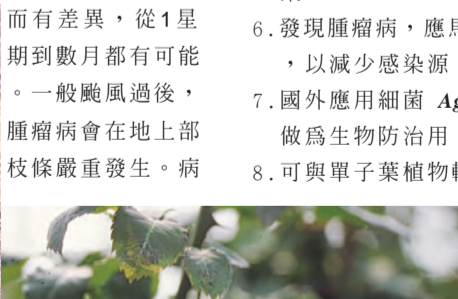 而有差異，從1星
期到數月都有可能
。一般颱風過後，
腫瘤病會在地上部
枝條嚴重發生。病
6.發現腫瘤病，應
，以減少感染源
7.國外應用細菌
做爲生物防治用
8.可與單子葉植物